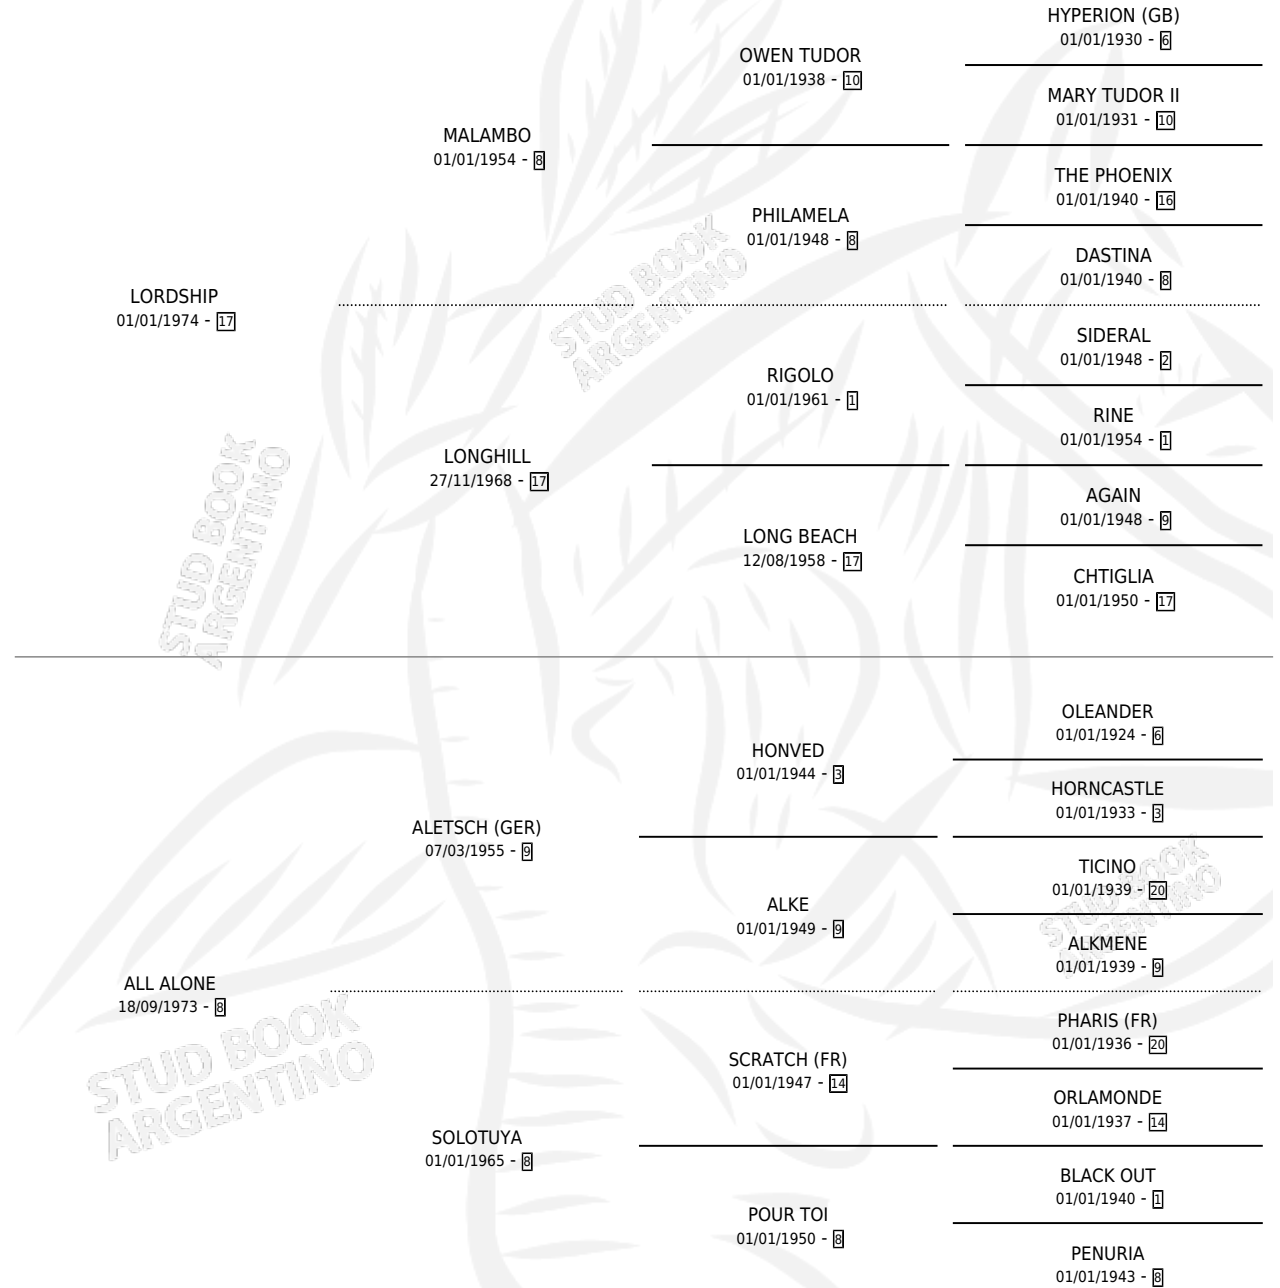 HYPERION (GB)
01/01/1930 - 6
OWEN TUDOR
01/01/1938 - 10
MARY TUDOR II
01/01/1931 - 10
MALAMBO
01/01/1954 - 8
THE PHOENIX
01/01/1940 - 16
PHILAMELA
01/01/1948 - 8
DASTINA
01/01/1940 - 8
LORDSHIP
01/01/1974 - 17
SIDERAL
01/01/1948 - 2
RIGOLO
01/01/1961 - 1
RINE
01/01/1954 - 1
LONGHILL
27/11/1968 - 17
AGAIN
01/01/1948 - 9
LONG BEACH
12/08/1958 - 17
CHTIGLIA
01/01/1950 - 17
OLEANDER
01/01/1924 - 6
HONVED
01/01/1944 - 3
HORNCASTLE
01/01/1933 - 3
ALETSCH (GER)
07/03/1955 - 9
TICINO
01/01/1939 - 20
ALKE
01/01/1949 - 9
ALKMENE
01/01/1939 - 9
ALL ALONE
18/09/1973 - 8
PHARIS (FR)
01/01/1936 - 20
SCRATCH (FR)
01/01/1947 - 14
ORLAMONDE
01/01/1937 - 14
SOLOTUYA
01/01/1965 - 8
BLACK OUT
01/01/1940 - 1
POUR TOI
01/01/1950 - 8
PENURIA
01/01/1943 - 8
STUD BOOK
ARGENTINO
STUD BOOK
ARGENTINO
STUD BOOK
ARGENTINO
STUD BOOK
ARGENTINO